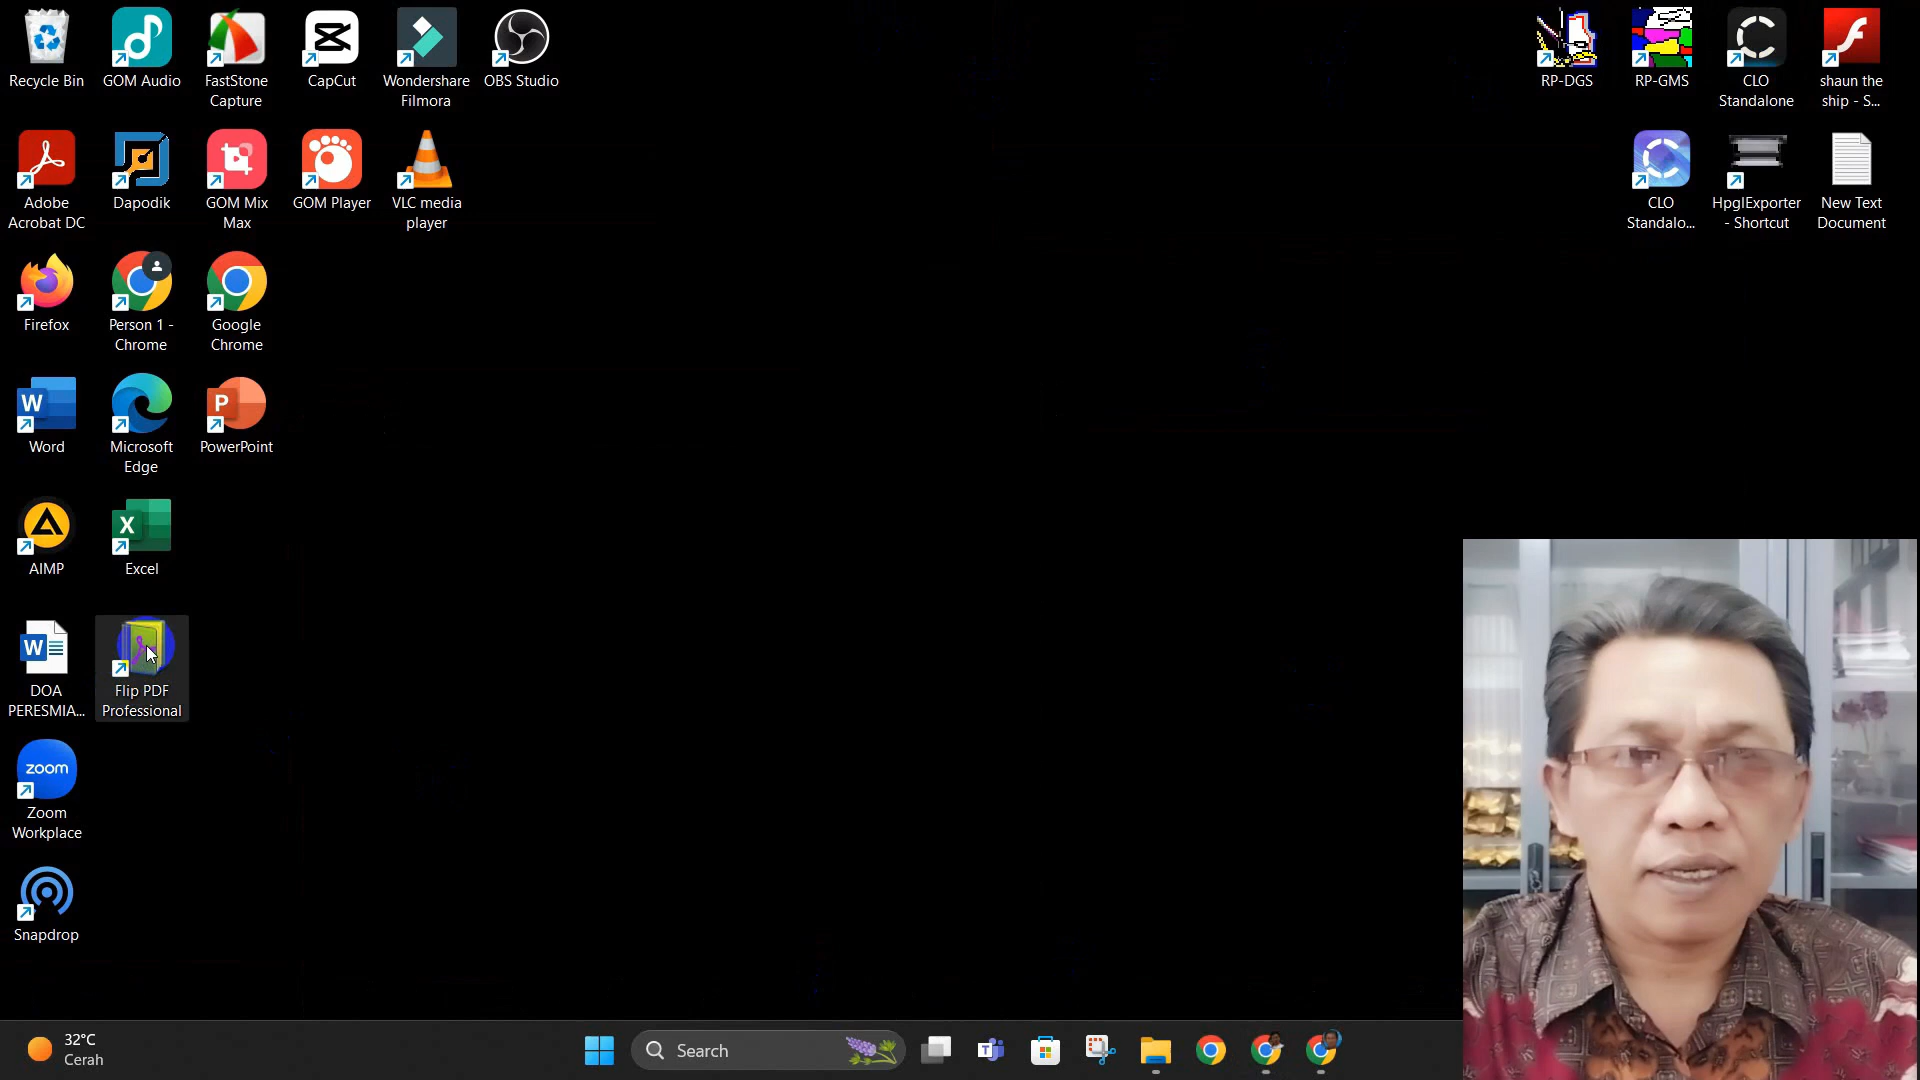 Recycle Bin
GOM Audio
FastStone
Capture
CapCut
Wondershare
Filmora
OBS Studio
RP-DGS
RP-GMS
CLO
Standalone
shaun the
ship - S...
Adobe
Acrobat DC
Dapodik
GOM Mix
Max
GOM Player
VLC media
player
CLO
Standalo...
HpglExporter
- Shortcut
New Text
Document
Firefox
Person 1 -
Chrome
Google
Chrome
W
Word
Microsoft
Edge
P
PowerPoint
AIMP
X
Excel
W
DOA
PERESMIA...
Flip PDF
Professional
zoom
Zoom
Workplace
Snapdrop
32°C
Cerah
Search